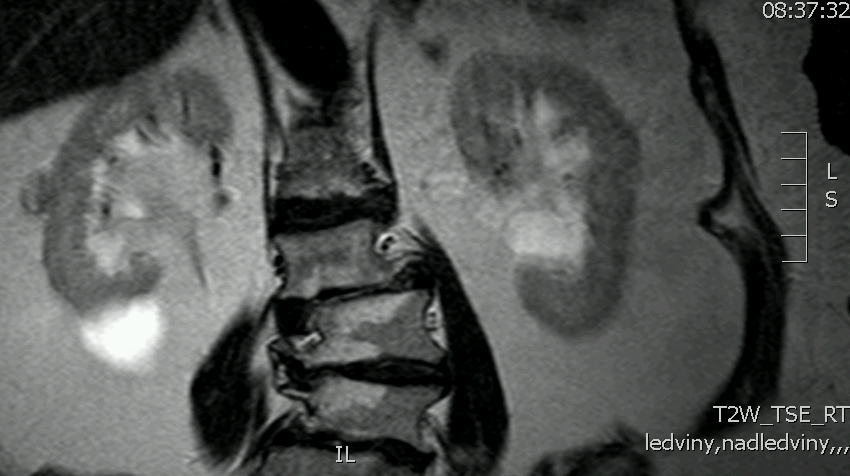 08:37:32
L
S
T2W_TSE_RT
ledviny,nadledviny,,,
IL